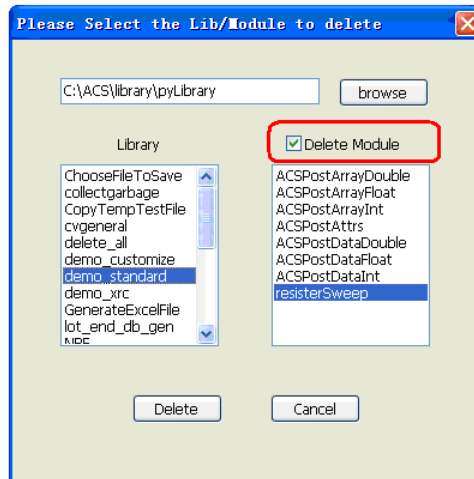 Please Select the Lib/Module to delete
C:\ACS\library\pyLibrary
browse
Library
Delete Module
ChooseFileToSave
collectgarbage
CopyTempTestFile
cvgeneral
delete_all
demo_customize
demo_standard
demo_xrc
GenerateExcelFile
lot_end_db_gen
ACSPostArrayDouble
ACSPostArrayFloat
ACSPostArrayInt
ACSPostAttrs
ACSPostDataDouble
ACSPostDataFloat
ACSPostDataInt
resisterSweep
Delete
Cancel